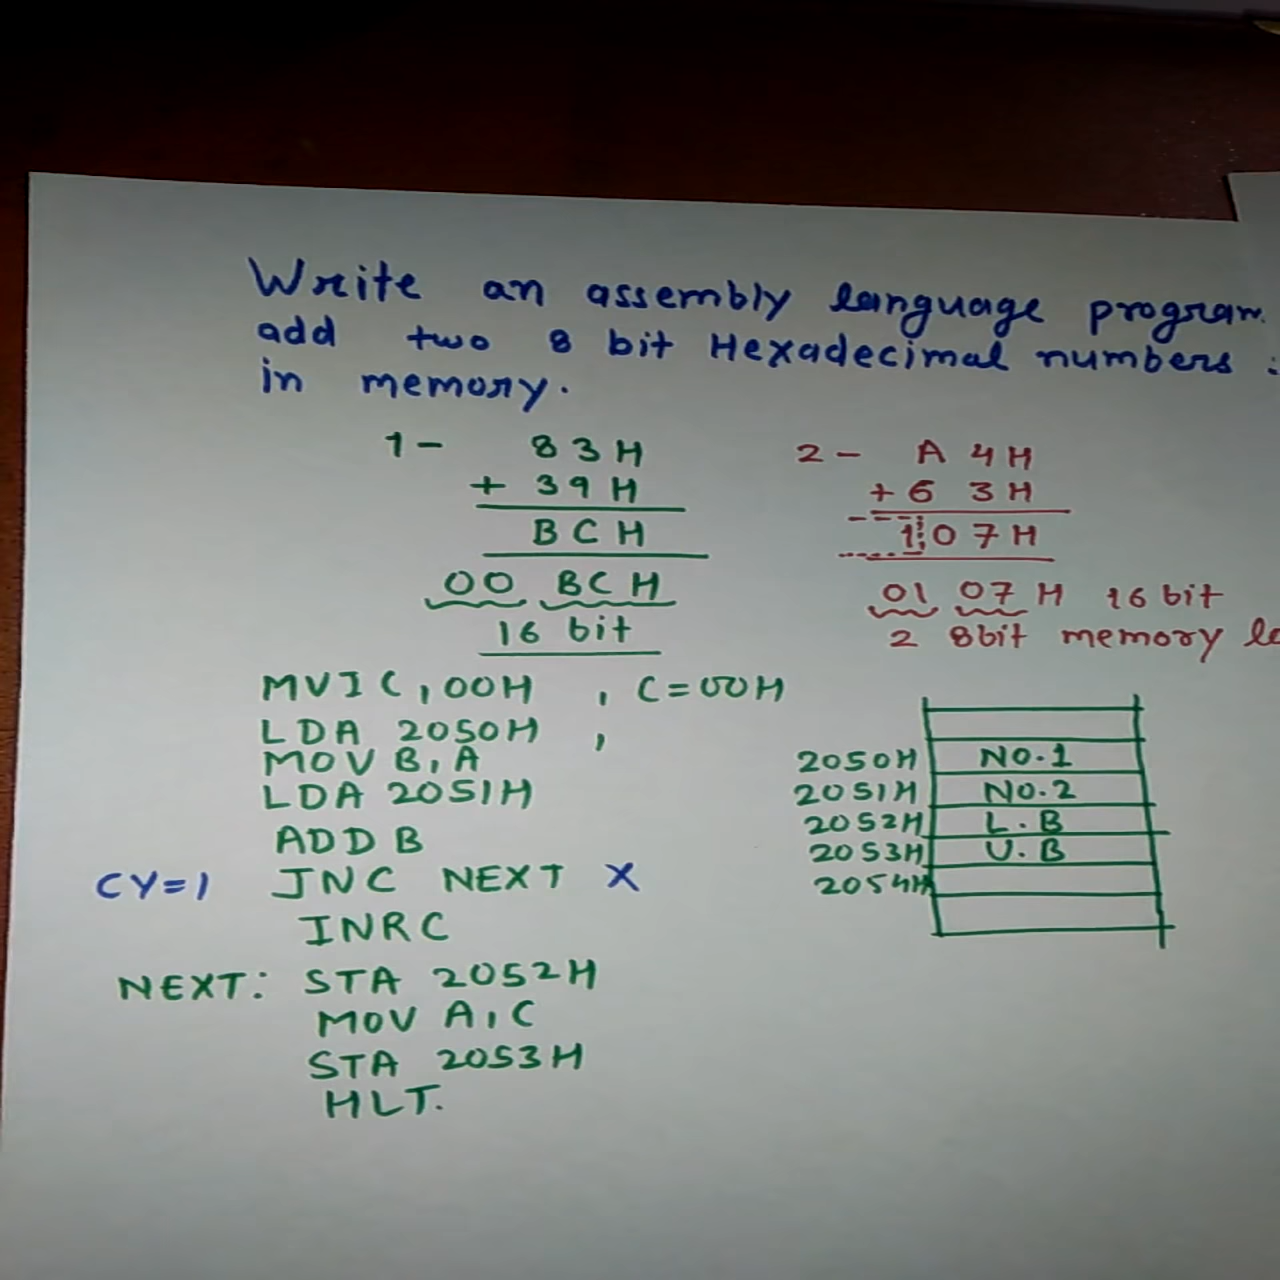 Write an assembly language program
add two 8 bit Hexadecimal numbers
in memory.
1- 83H
+ 39H
BCH
00 BCH
16 bit
2- A4H
+ 6 3H
1 07H
01 07 H 16 bit
2 8bit memory
MVI C, 00H , C=00H
LDA 2050H ,
MOV B, A
LDA 2051H
ADD B
CY=1 JNC NEXT X
INR C
NEXT: STA 2052H
MOV A, C
STA 2053H
HLT.
2050H NO.1
2051H NO.2
2052H L.B
2053H U.B
2054H